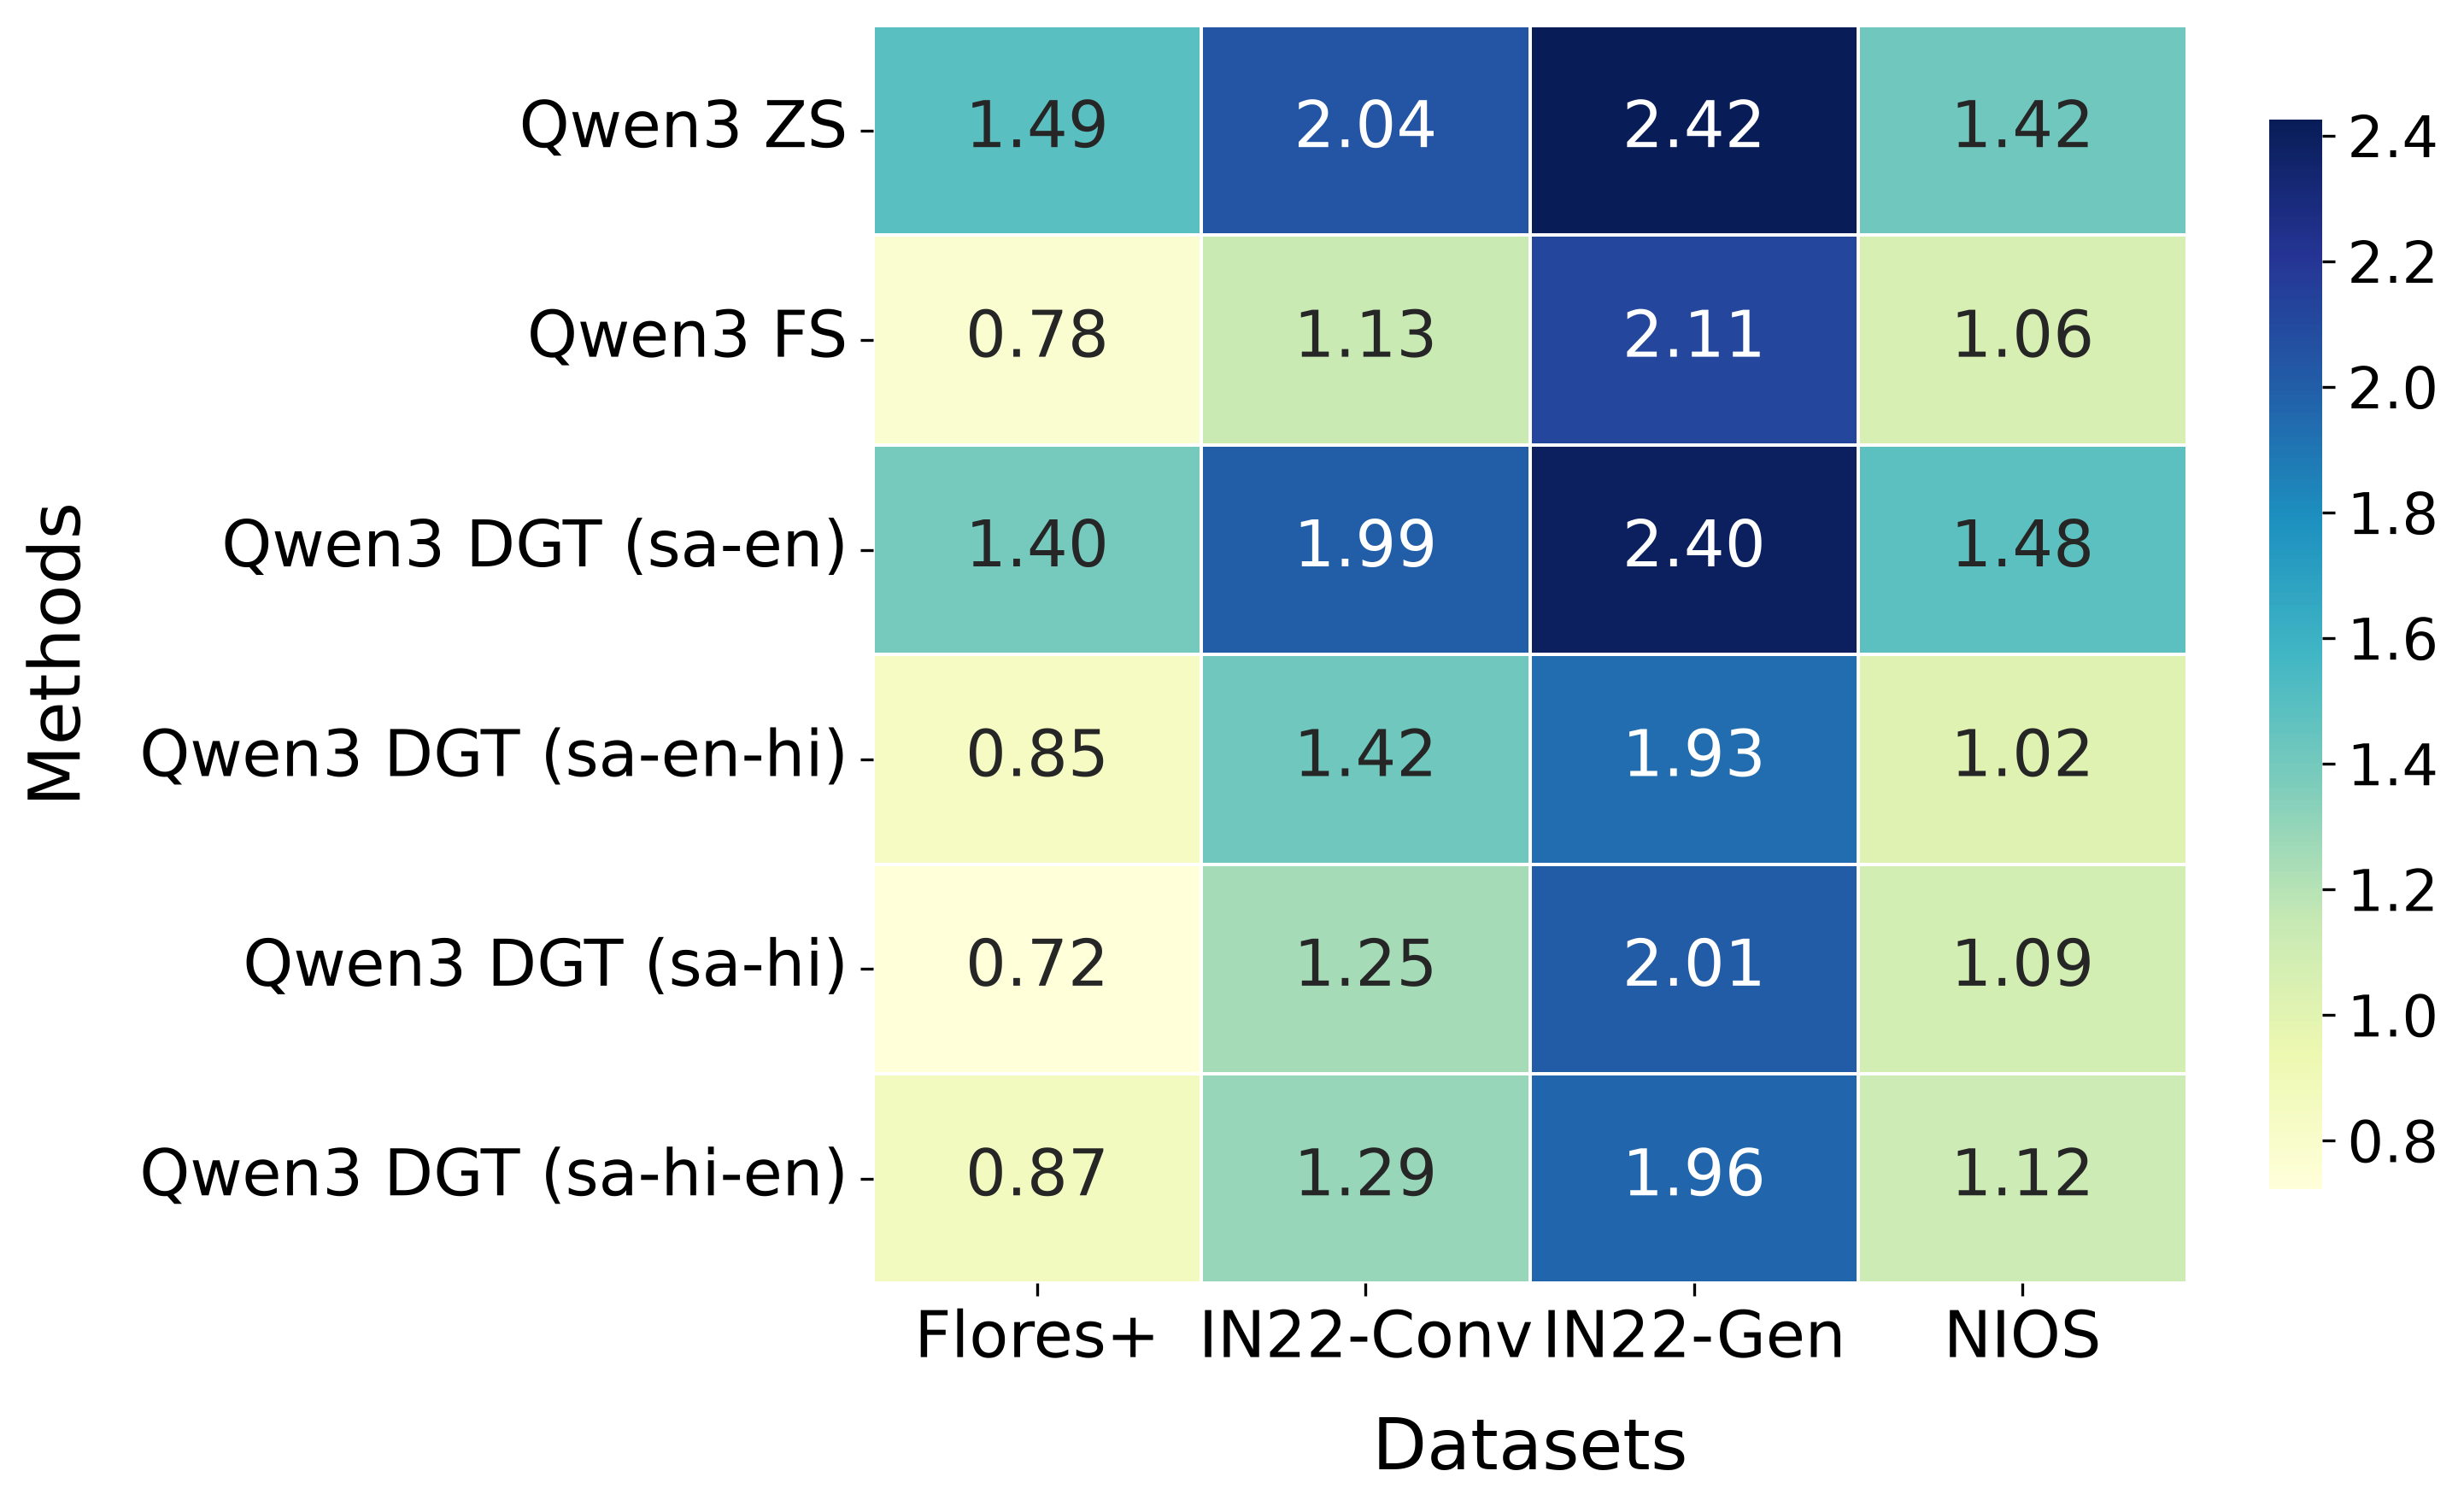 Methods
Qwen3 ZS 1.49 2.04 2.42 1.42
Qwen3 FS 0.78 1.13 2.11 1.06
Qwen3 DGT (sa-en) 1.40 1.99 2.40 1.48
Qwen3 DGT (sa-en-hi) 0.85 1.42 1.93 1.02
Qwen3 DGT (sa-hi) 0.72 1.25 2.01 1.09
Qwen3 DGT (sa-hi-en) 0.87 1.29 1.96 1.12
Flores+ IN22-Conv IN22-Gen NIOS
Datasets
2.4
2.2
2.0
1.8
1.6
1.4
1.2
1.0
0.8